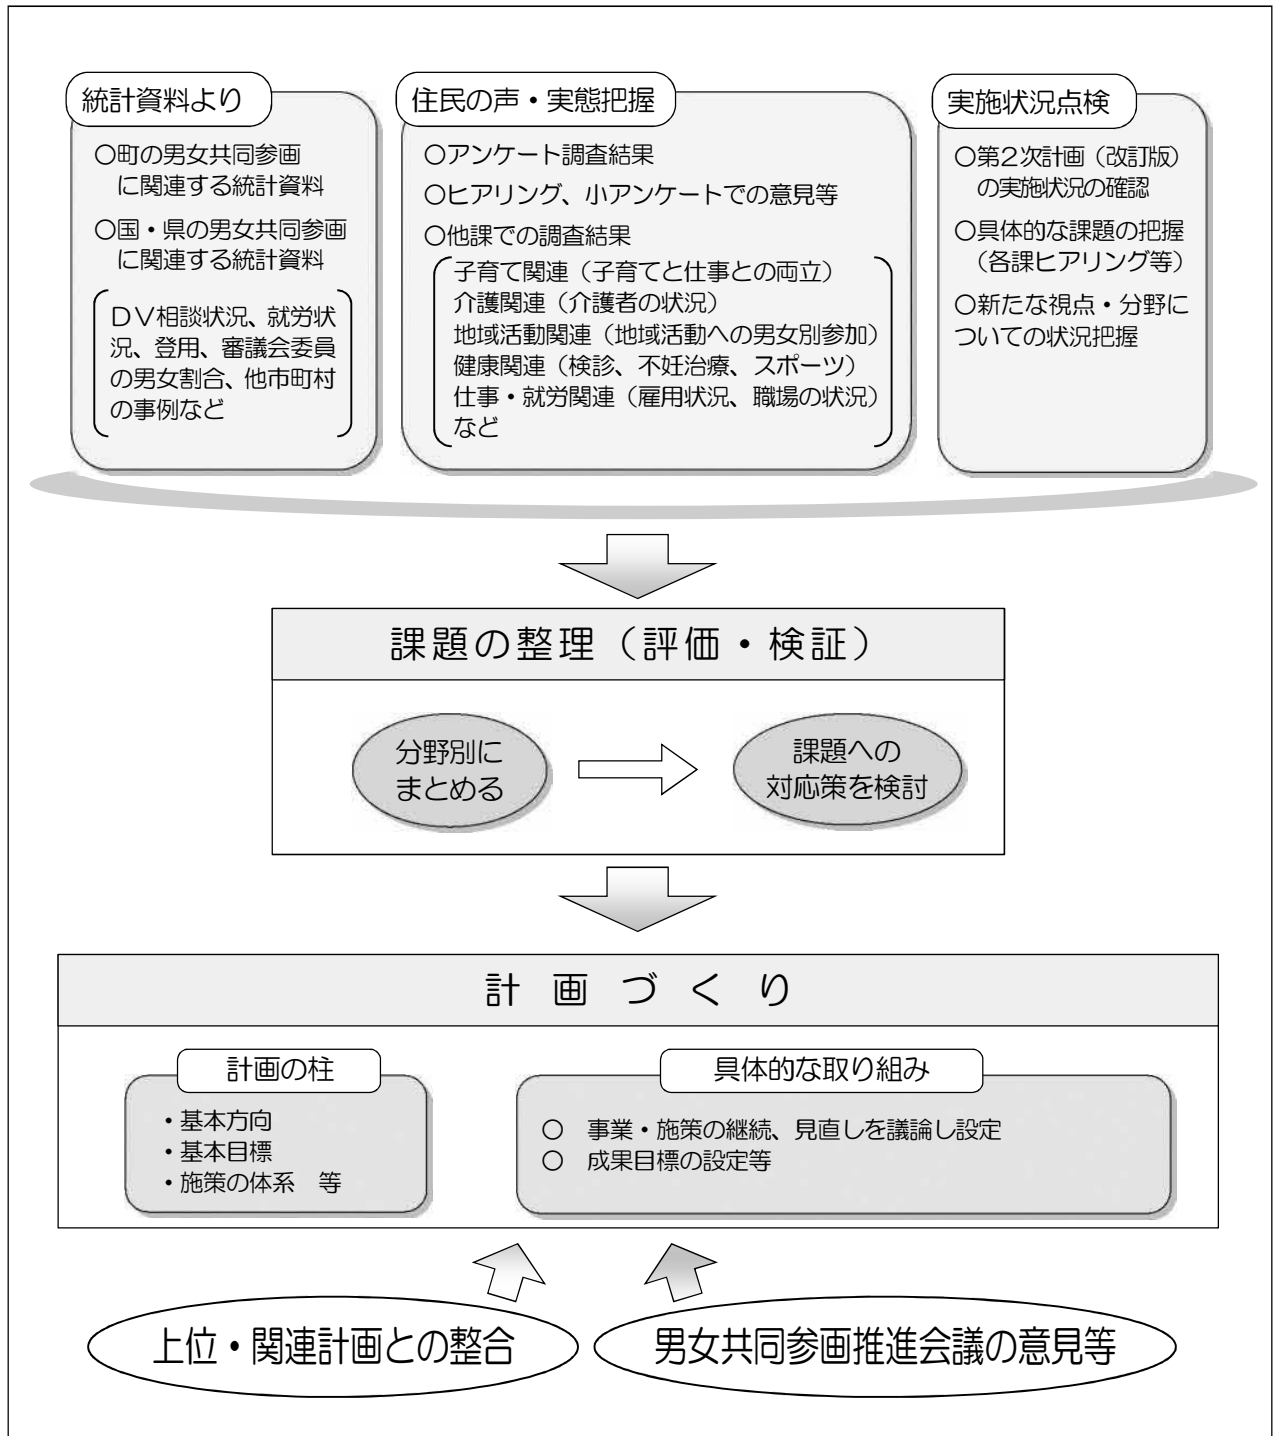 統計資料より
○町の男女共同参画
に関連する統計資料
○国・県の男女共同参画
に関連する統計資料
ＤＶ相談状況、就労状
況、登用、審議会委員
の男女割合、他市町村
の事例など
住民の声・実態把握
○アンケート調査結果
○ヒアリング、小アンケートでの意見等
○他課での調査結果
子育て関連（子育てと仕事との両立）
介護関連（介護者の状況）
地域活動関連（地域活動への男女別参加）
健康関連（検診、不妊治療、スポーツ）
仕事・就労関連（雇用状況、職場の状況）
など
実施状況点検
○第２次計画（改訂版）
の実施状況の確認
○具体的な課題の把握
（各課ヒアリング等）
○新たな視点・分野に
ついての状況把握
課題の整理（評価・検証）
分野別に
まとめる
課題への
対応策を検討
計画づくり
計画の柱
・基本方向
・基本目標
・施策の体系　等
具体的な取り組み
○　事業・施策の継続、見直しを議論し設定
○　成果目標の設定等
上位・関連計画との整合
男女共同参画推進会議の意見等